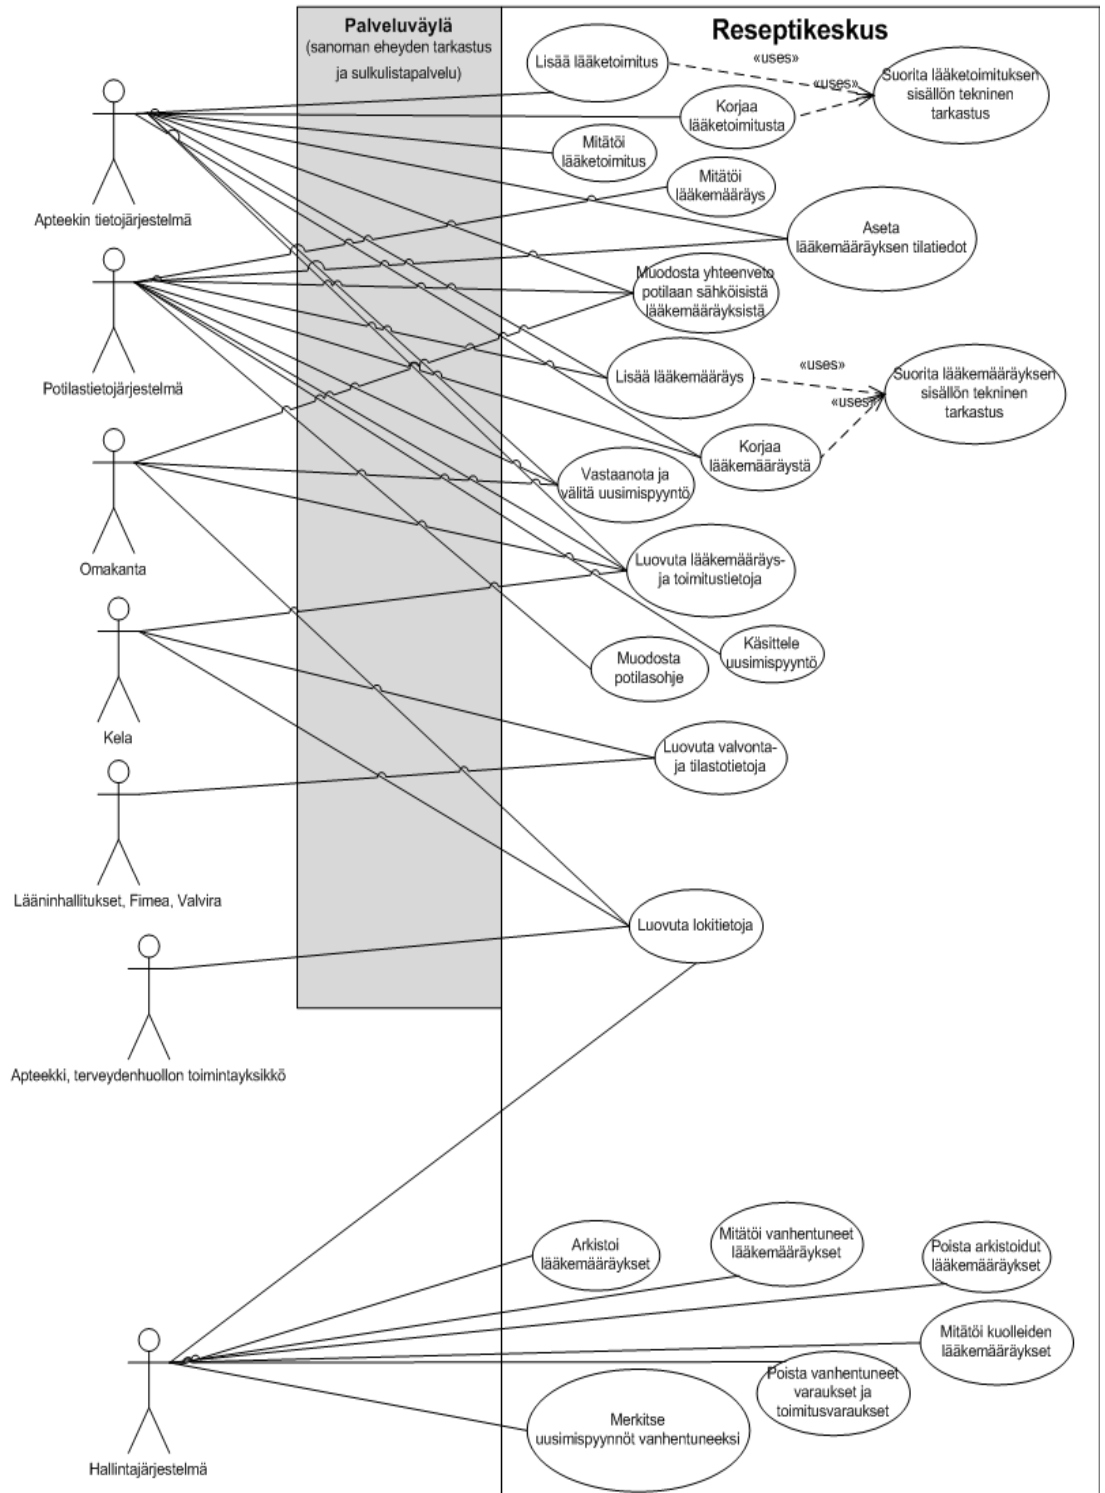 Palveluväylä
(sanoman eheyden tarkastus
ja sulkulistapalvelu)
Reseptikeskus
Lisää lääketoimitus
«uses»
«uses»
Suorita lääketoimituksen
sisällön tekninen
tarkastus
Korjaa
lääketoimitusta
Mitätöi
lääketoimitus
Mitätöi
lääkemääräys
Apteekin tietojärjestelmä
Aseta
lääkemääräyksen tilatiedot
Muodosta yhteenveto
potilaan sähköisistä
lääkemääräyksistä
Potilastietojärjestelmä
Lisää lääkemääräys
«uses»
«uses»
Suorita lääkemääräyksen
sisällön tekninen
tarkastus
Korjaa
lääkemääräystä
Vastaanota ja
välitä uusimispyyntö
Omakanta
Luovuta lääkemääräys-
ja toimitustietoja
Käsittele
uusimispyyntö
Muodosta
potilasohje
Kela
Luovuta valvonta-
ja tilastotietoja
Lääninhallitukset, Fimea, Valvira
Luovuta lokitietoja
Apteekki, terveydenhuollon toimintayksikkö
Arkistoi
lääkemääräykset
Mitätöi vanhentuneet
lääkemääräykset
Poista arkistoidut
lääkemääräykset
Mitätöi kuolleiden
lääkemääräykset
Poista vanhentuneet
varaukset ja
toimitusvaraukset
Merkitse
uusimispyynnöt vanhentuneeksi
Hallintajärjestelmä